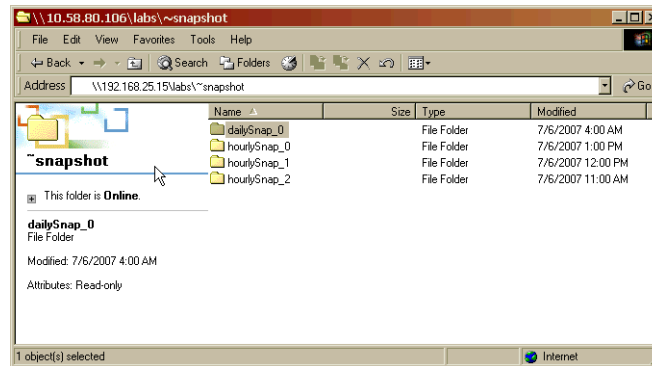 \\10.58.80.106\labs\~snapshot
File Edit View Favorites Tools Help
Back Search Folders
Address \\192.168.25.15\labs\~snapshot Go
Name Size Type Modified
dailySnap_0 File Folder 7/6/2007 4:00 AM
hourlySnap_0 File Folder 7/6/2007 1:00 PM
hourlySnap_1 File Folder 7/6/2007 12:00 PM
hourlySnap_2 File Folder 7/6/2007 11:00 AM
~snapshot
This folder is Online.
dailySnap_0
File Folder
Modified: 7/6/2007 4:00 AM
Attributes: Read-only
1 object(s) selected Internet